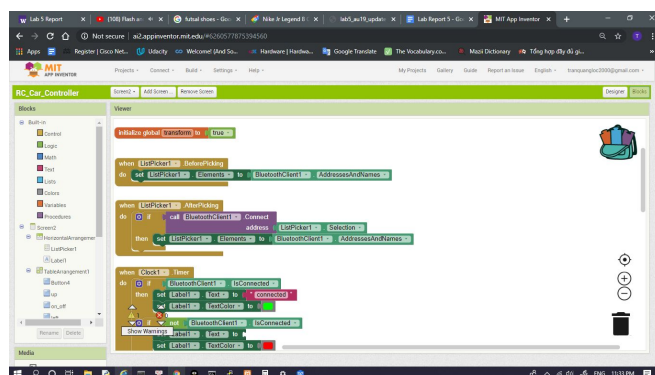 Lab 5 Report
(108) Flash an
futsal shoes - Goo
Nike Jr Legend 8
lab5_au19_update
Lab Report 5 - Go
MIT App Inventor
Not secure | ai2.appinventor.mit.edu/#6260577875394560
Apps
Register | Cisco Net...
Udacity
Welcome! (And So...
Hardware | Hardwa...
Google Translate
The Vocabulary.co...
Mazii Dictionary
Tổng hợp đầy đủ gi...
MIT
APP INVENTOR
Projects
Connect
Build
Settings
Help
My Projects
Gallery
Guide
Report an Issue
English
RC_Car_Controller
Screen2
Add Screen ...
Remove Screen
Designer
Blocks
Blocks
Viewer
Built-in
Control
Logic
Math
Text
Lists
Colors
Variables
Procedures
Screen2
HorizontalArrangemen
ListPicker1
Label1
TableArrangement1
Button4
up
on_off
Rename
Delete
Media
initialize global transform to true
when ListPicker1 .BeforePicking
do set ListPicker1 . Elements to BluetoothClient1 . AddressesAndNames
when ListPicker1 .AfterPicking
do if call BluetoothClient1 .Connect
address ListPicker1 . Selection
then set ListPicker1 . Elements to BluetoothClient1 . AddressesAndNames
when Clock1 .Timer
do if BluetoothClient1 . IsConnected
then set Label1 . Text to " connected "
set Label1 . TextColor to
if not BluetoothClient1 . IsConnected
Show Warnings
Label1 . Text to
set Label1 . TextColor to
ENG
11:33 PM